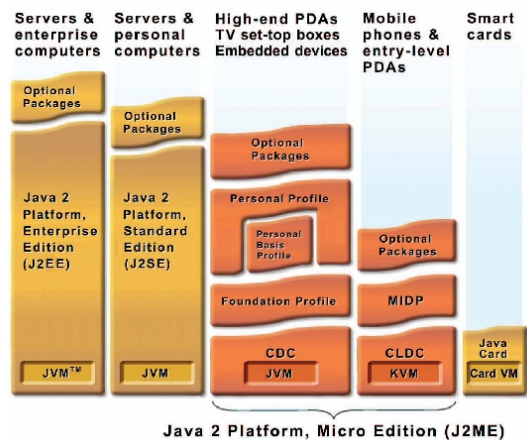 Servers &
enterprise
computers
Servers &
personal
computers
High-end PDAs
TV set-top boxes
Embedded devices
Mobile
phones &
entry-level
PDAs
Smart
cards
Optional
Packages
Java 2
Platform,
Enterprise
Edition
(J2EE)
JVM™
Optional
Packages
Java 2
Platform,
Standard
Edition
(J2SE)
JVM
Optional
Packages
Personal Profile
Personal
Basis
Profile
Foundation Profile
CDC
JVM
Optional
Packages
MIDP
CLDC
KVM
Java
Card
Card VM
Java 2 Platform, Micro Edition (J2ME)